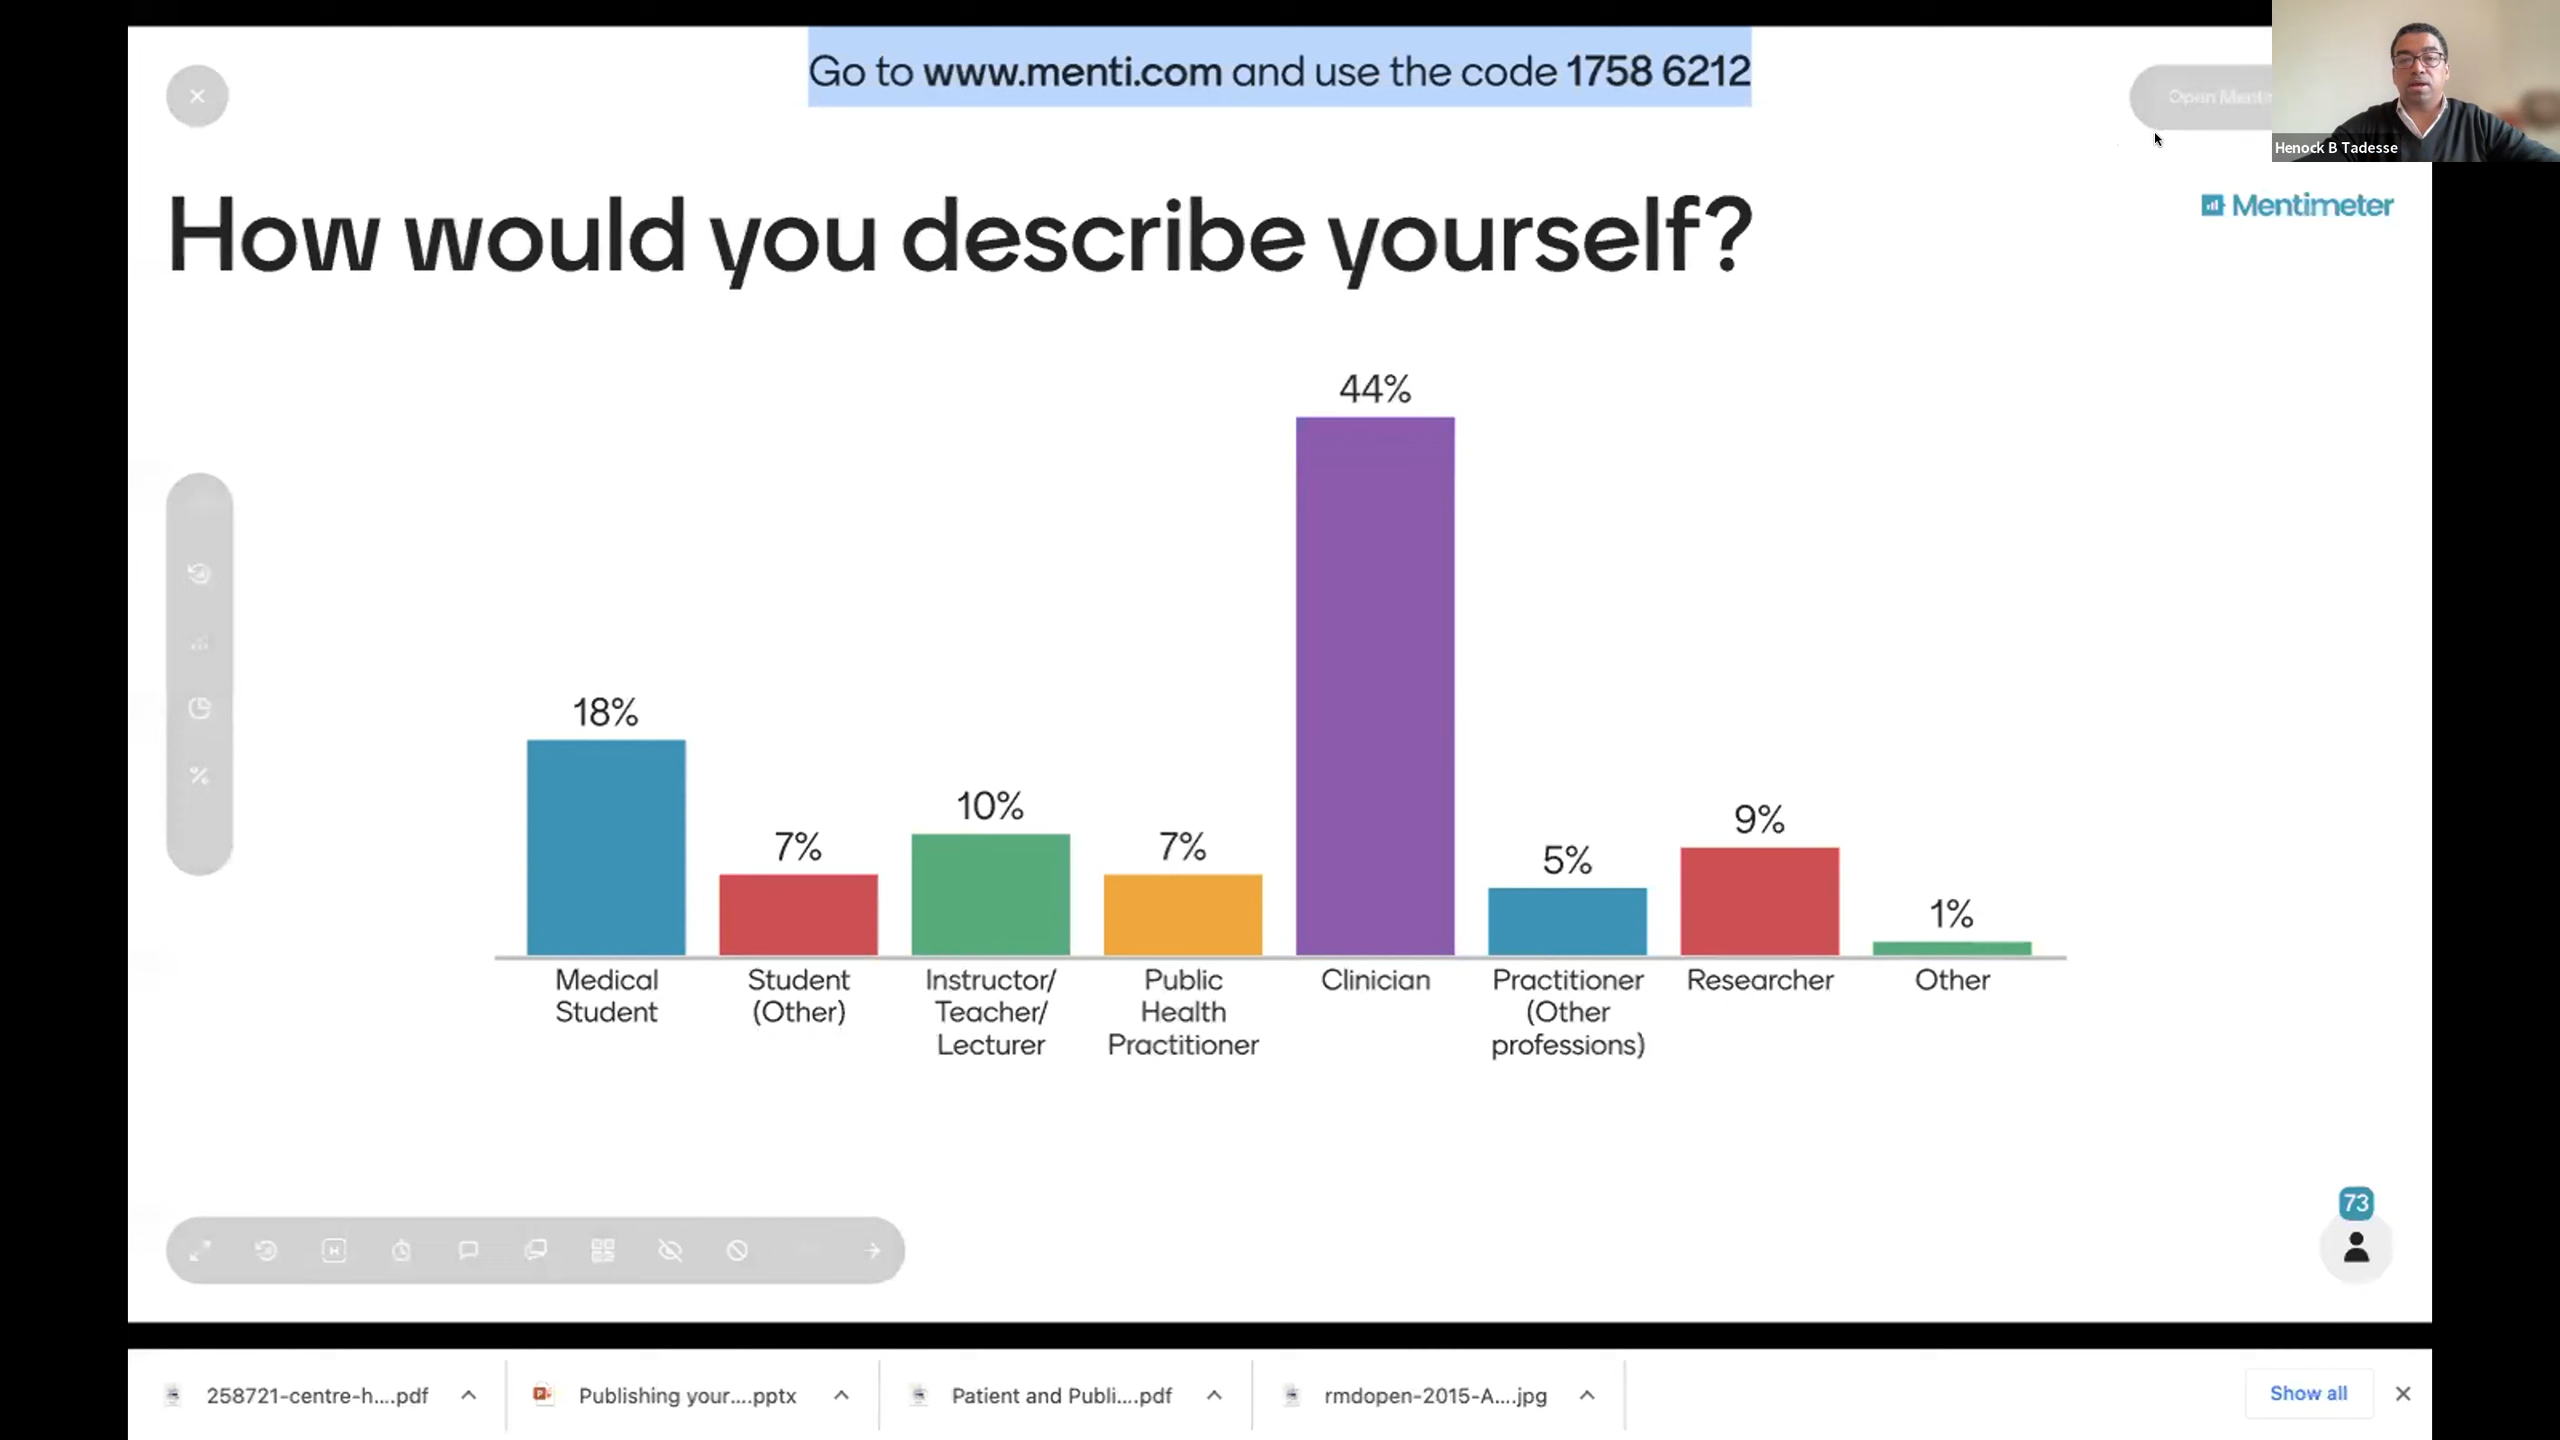 Go to www.menti.com and use the code 1758 6212
Henock B Tadesse
Mentimeter
How would you describe yourself?
44%
18%
7%
10%
7%
5%
9%
1%
Medical
Student
Student
(Other)
Instructor/
Teacher/
Lecturer
Public
Health
Practitioner
Clinician
Practitioner
(Other
professions)
Researcher
Other
73
258721-centre-h....pdf
Publishing your....pptx
Patient and Publi....pdf
rmdopen-2015-A....jpg
Show all